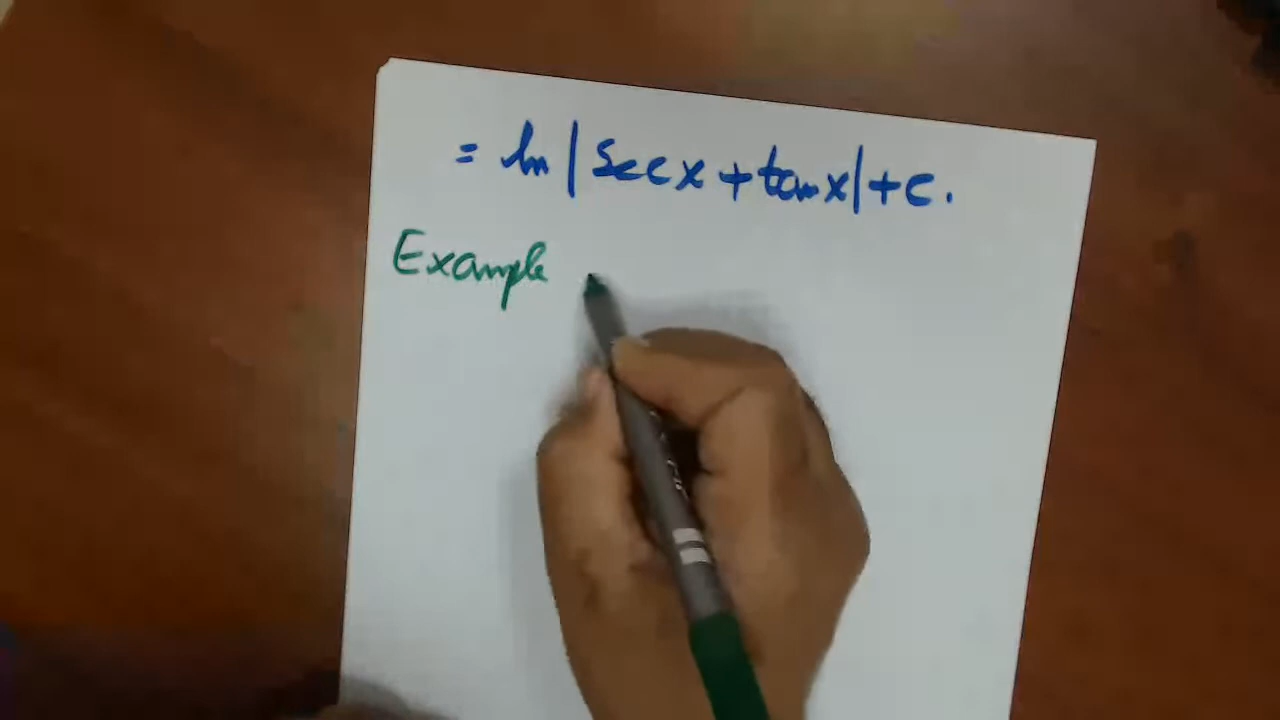 = ln | Sec x + tan x | + c.
Example